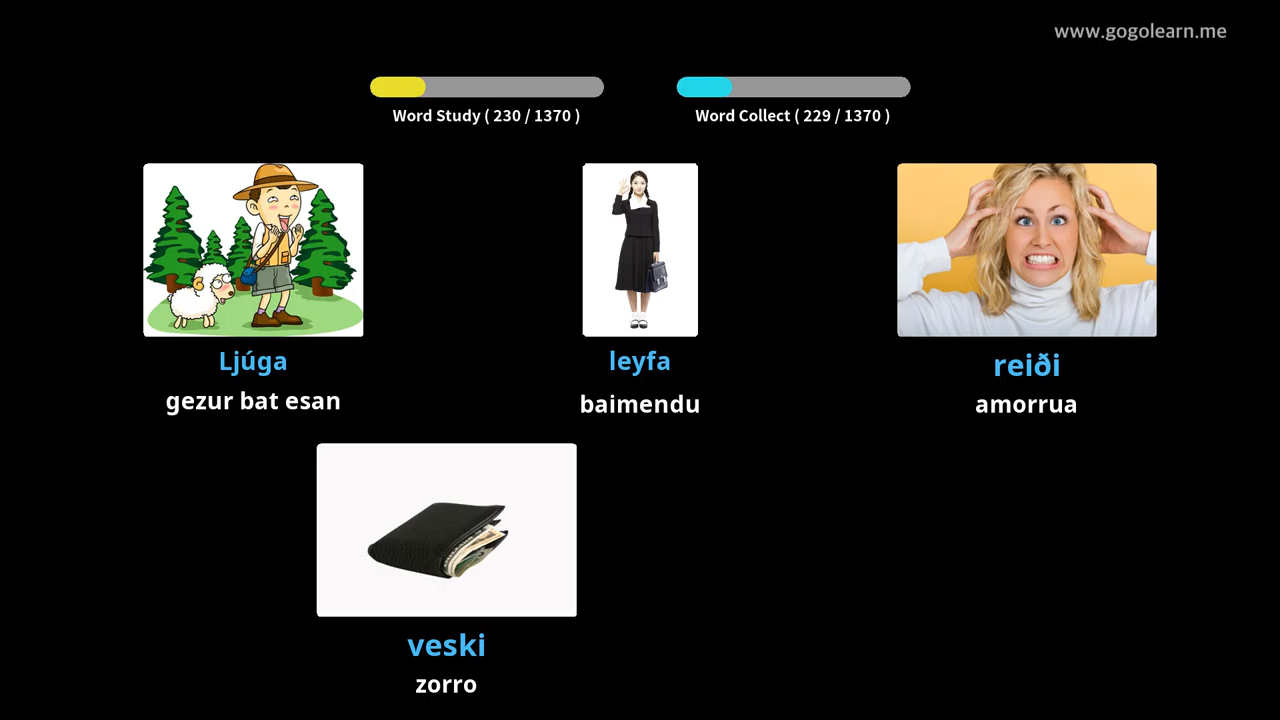 www.gogolearn.me
Word Study ( 230 / 1370 )
Word Collect ( 229 / 1370 )
Ljúga
gezur bat esan
leyfa
baimendu
reiði
amorrua
veski
zorro